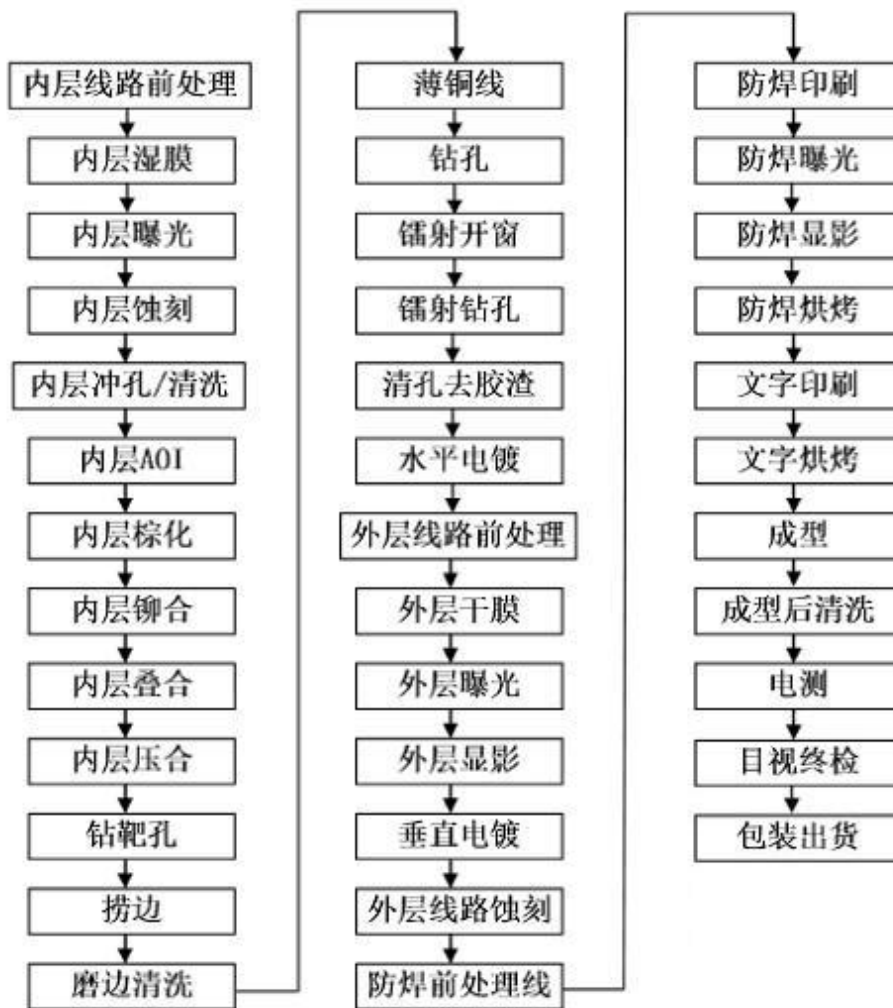 内层线路前处理
内层湿膜
内层曝光
内层蚀刻
内层冲孔/清洗
内层AOI
内层棕化
内层铆合
内层叠合
内层压合
钻靶孔
捞边
磨边清洗
薄铜线
钻孔
镭射开窗
镭射钻孔
清孔去胶渣
水平电镀
外层线路前处理
外层干膜
外层曝光
外层显影
垂直电镀
外层线路蚀刻
防焊前处理线
防焊印刷
防焊曝光
防焊显影
防焊烘烤
文字印刷
文字烘烤
成型
成型后清洗
电测
目视终检
包装出货